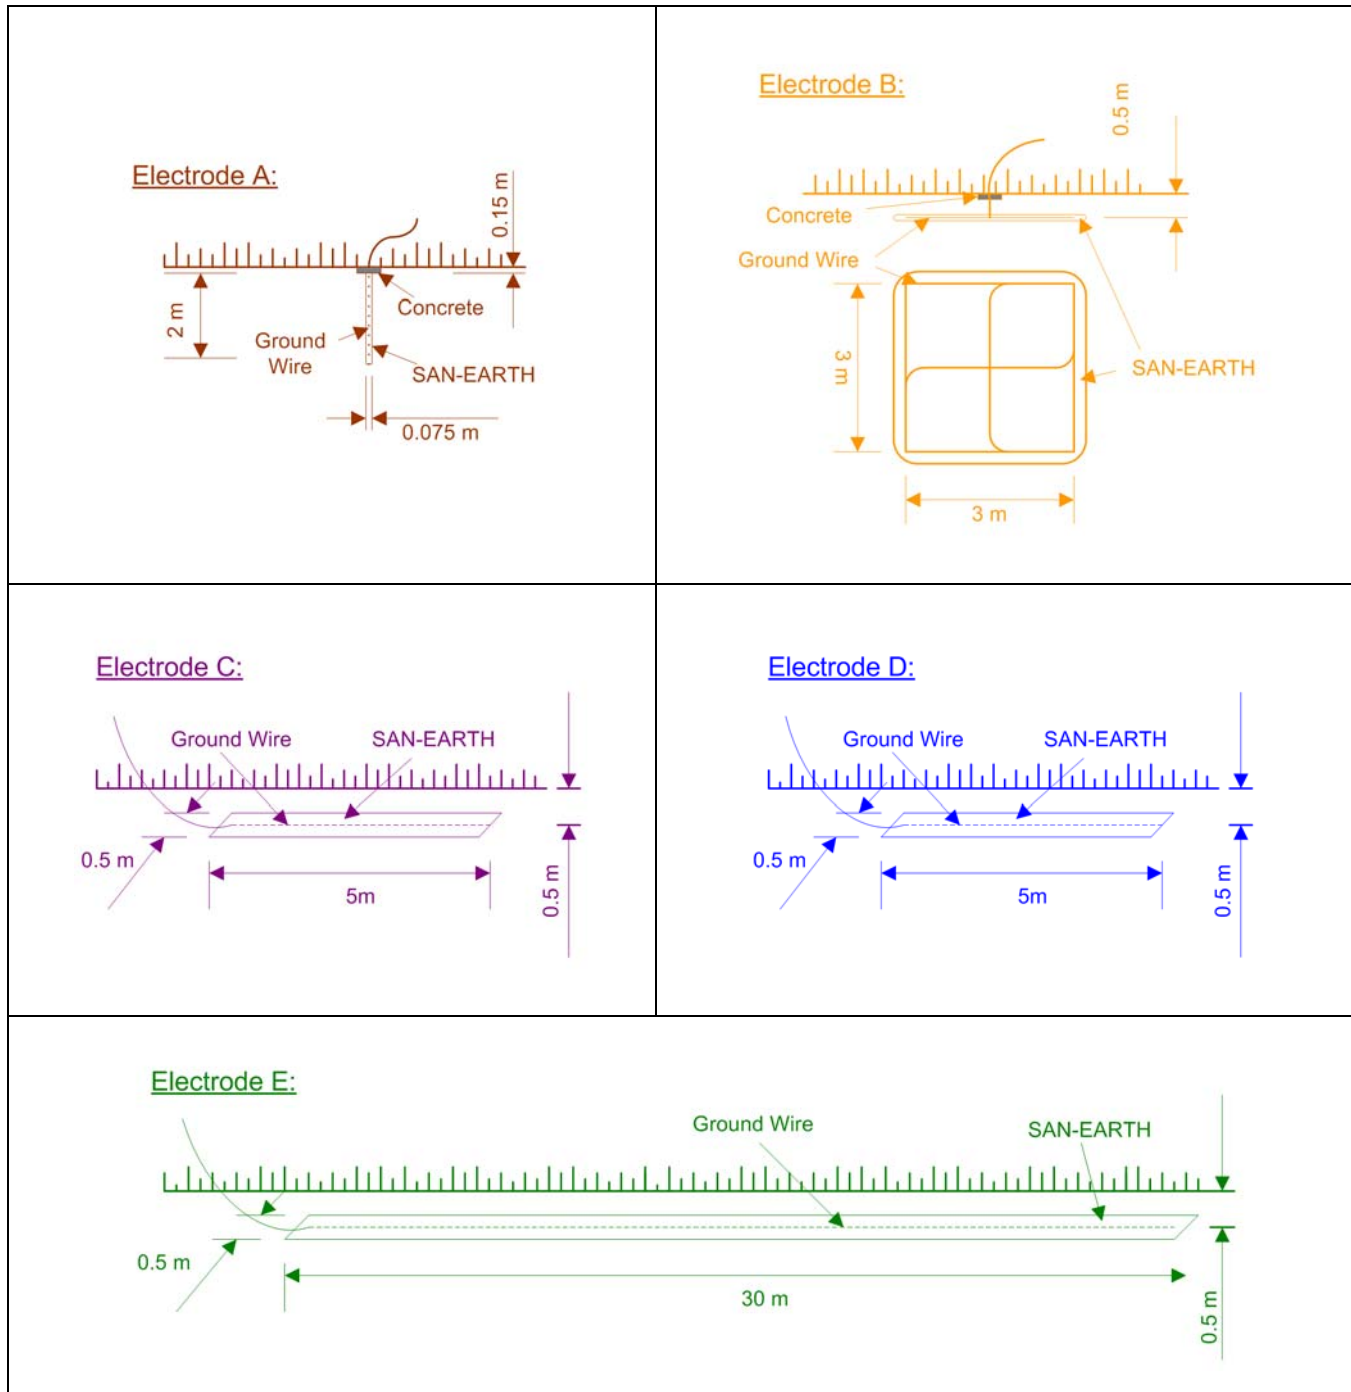 Electrode A:
0.15 m
2 m
Concrete
Ground
Wire
SAN-EARTH
0.075 m
Electrode B:
0.5 m
Concrete
Ground Wire
3 m
SAN-EARTH
3 m
Electrode C:
Ground Wire
SAN-EARTH
0.5 m
5m
0.5 m
Electrode D:
Ground Wire
SAN-EARTH
0.5 m
5m
0.5 m
Electrode E:
Ground Wire
SAN-EARTH
0.5 m
30 m
0.5 m